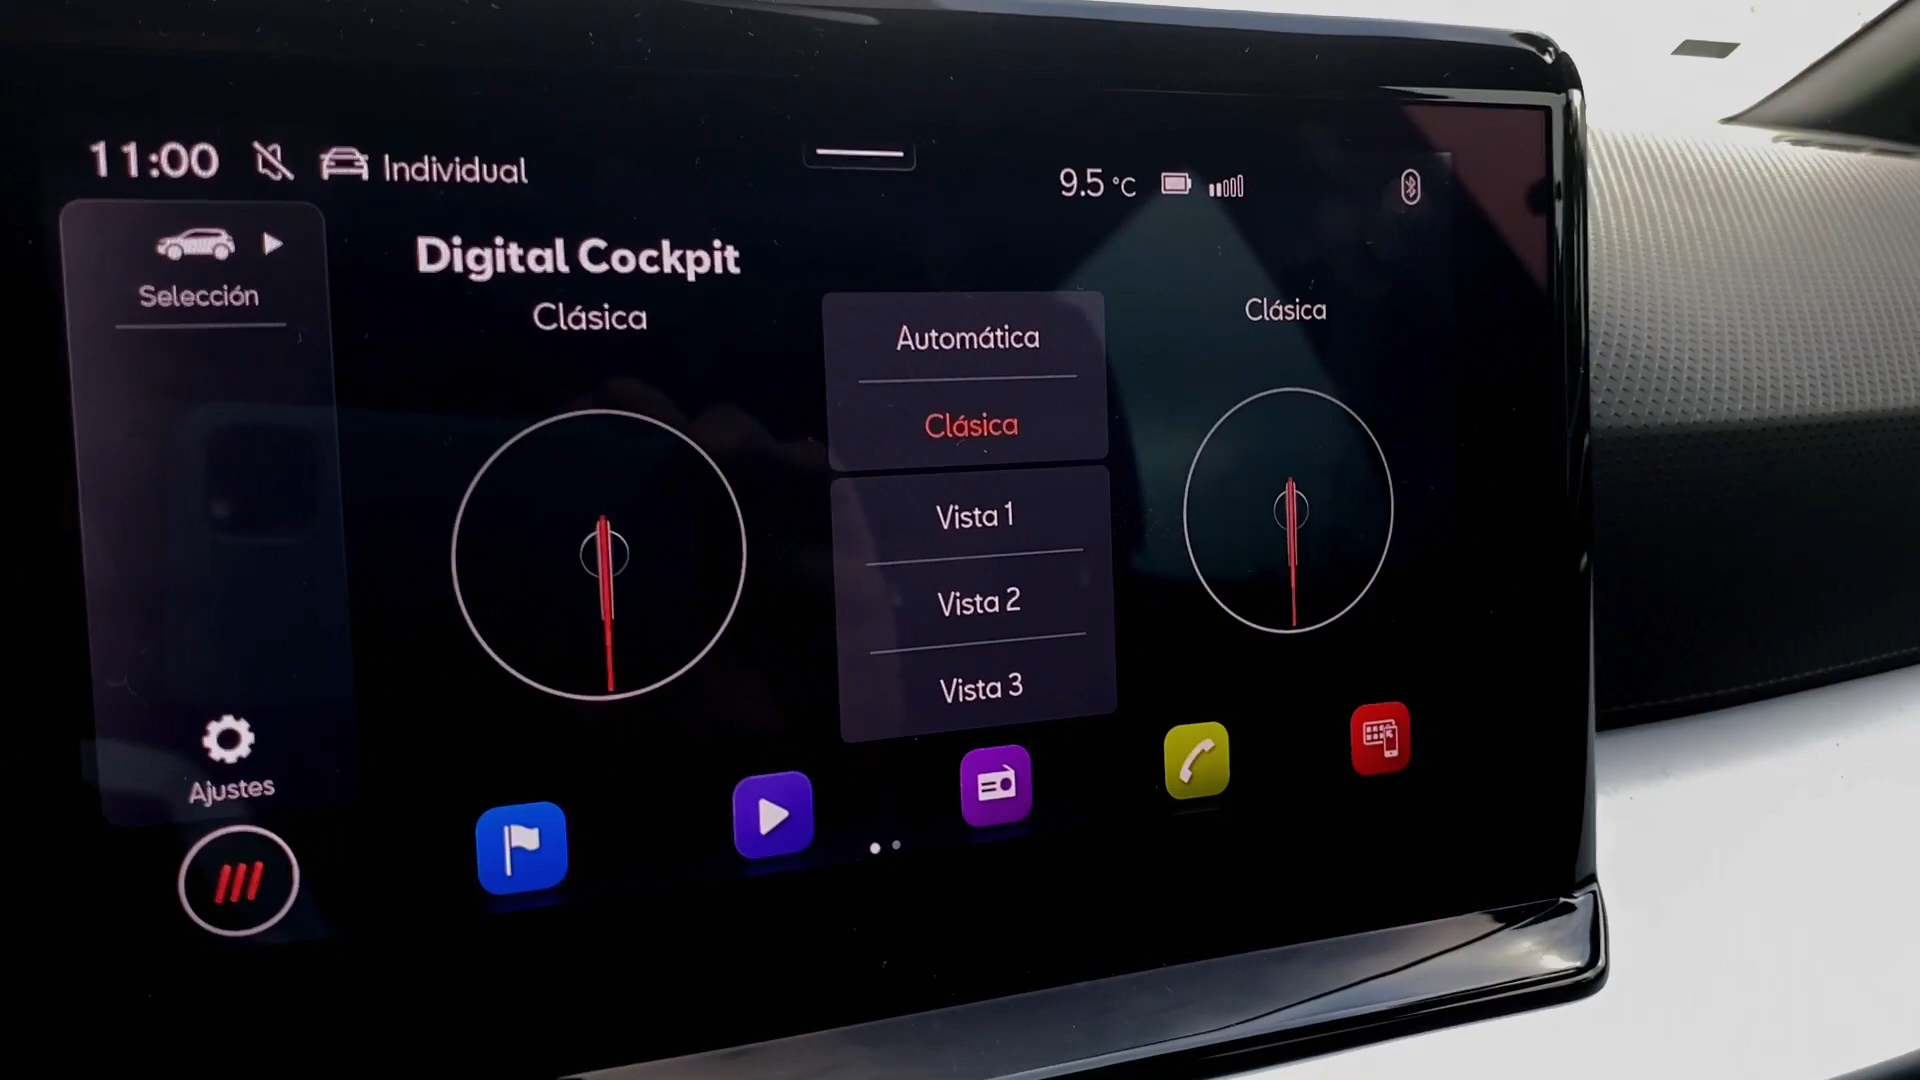 11:00 Individual 9.5 °C
Selección
Digital Cockpit
Clásica
Automática
Clásica
Vista 1
Vista 2
Vista 3
Clásica
Ajustes